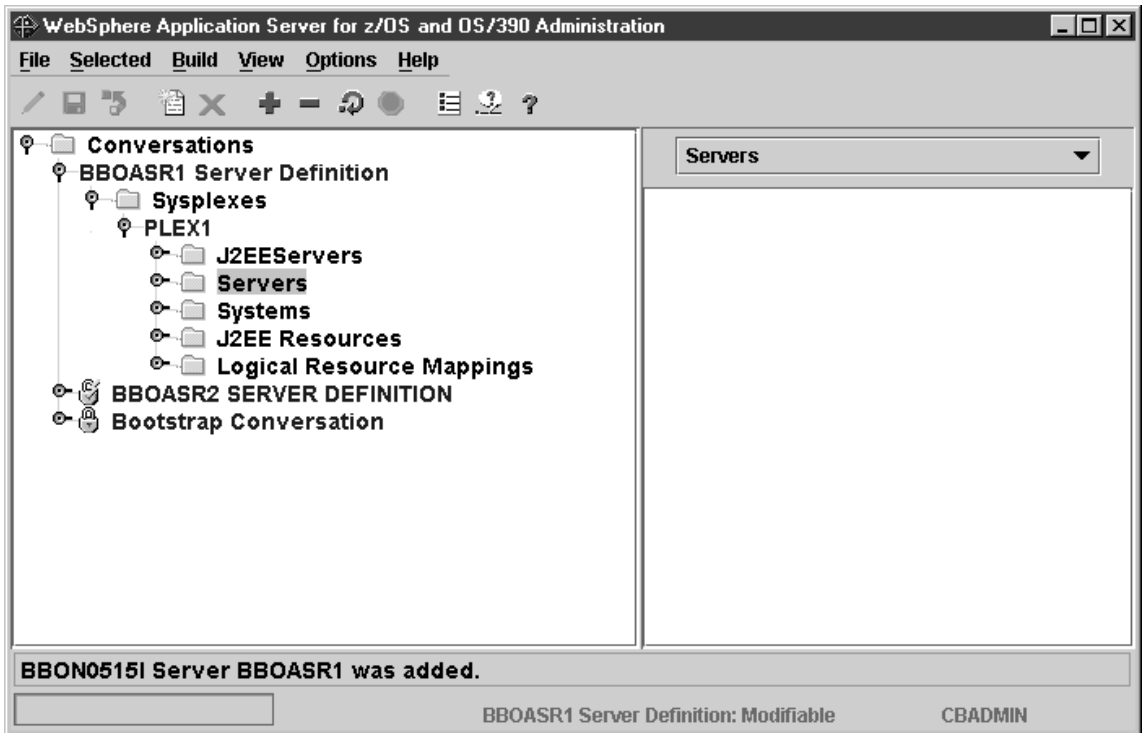 WebSphere Application Server for z/OS and OS/390 Administration
File Selected Build View Options Help
Conversations
BBOASR1 Server Definition
Sysplexes
PLEX1
J2EEServers
Servers
Systems
J2EE Resources
Logical Resource Mappings
BBOASR2 SERVER DEFINITION
Bootstrap Conversation
Servers
BBON0515I Server BBOASR1 was added.
BBOASR1 Server Definition: Modifiable CBADMIN